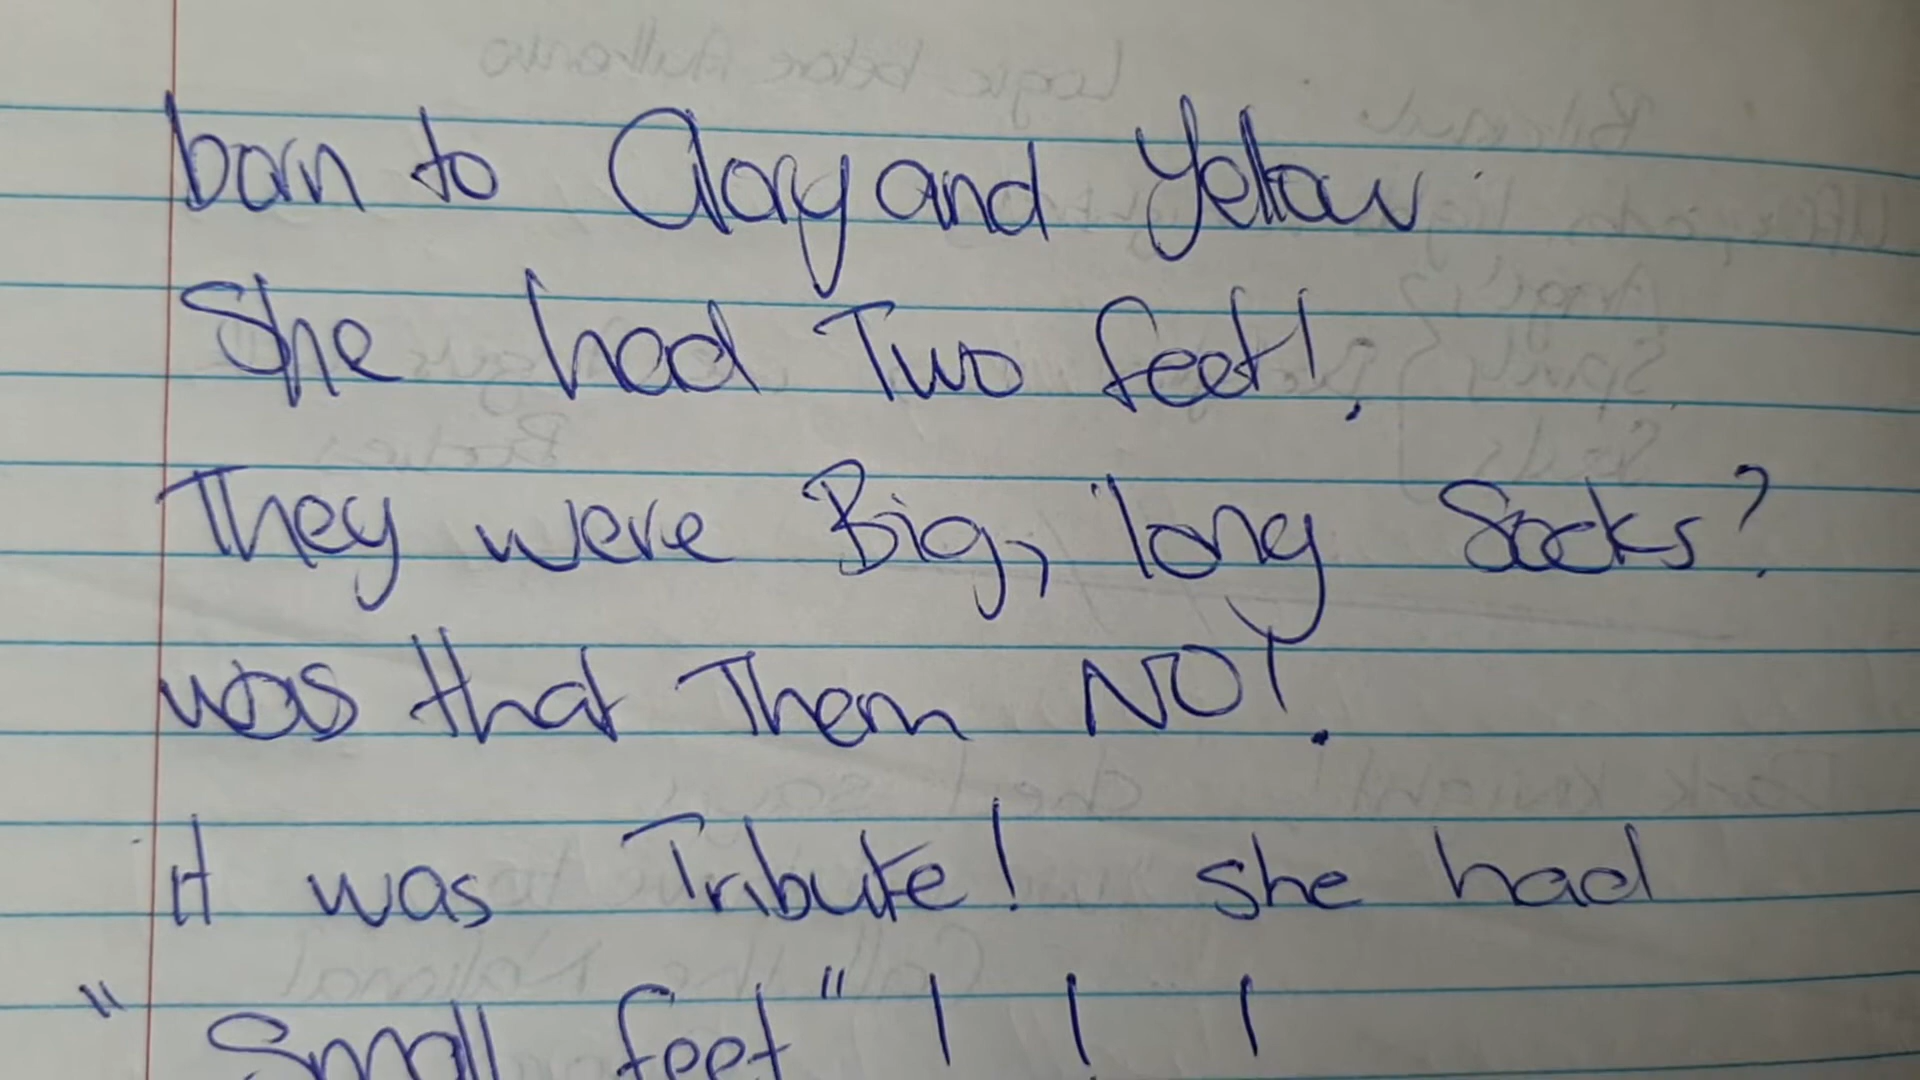 born to Glory and Yellow.
She had Two feet!
They were Big, long Socks?
was that Them NO!
it was Tribute! she had
"Small feet" ! ! !